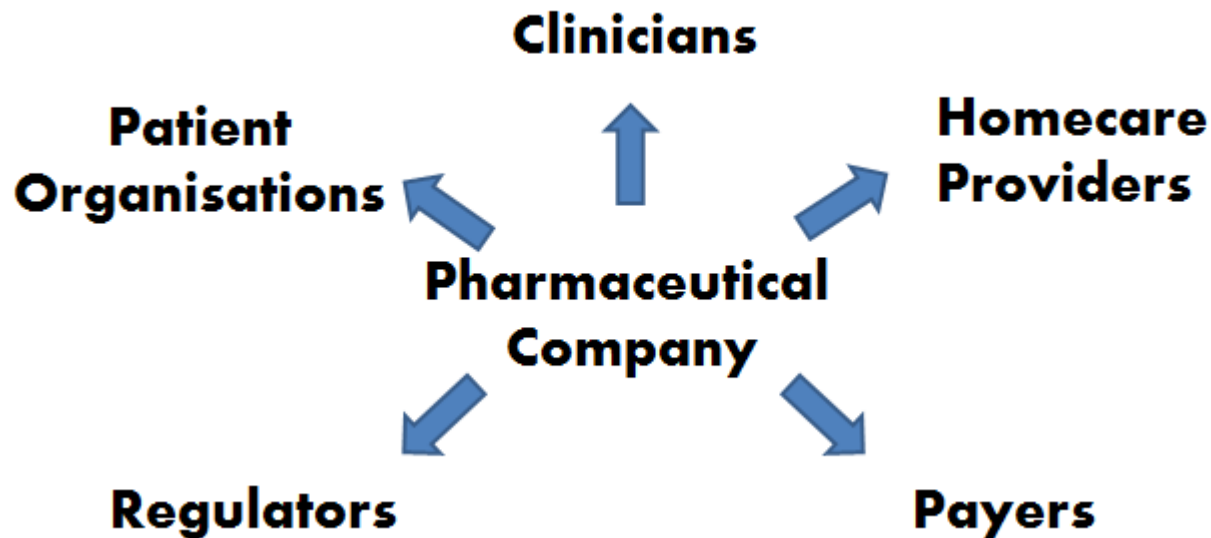 Clinicians
Patient
Organisations
Homecare
Providers
Pharmaceutical
Company
Regulators
Payers